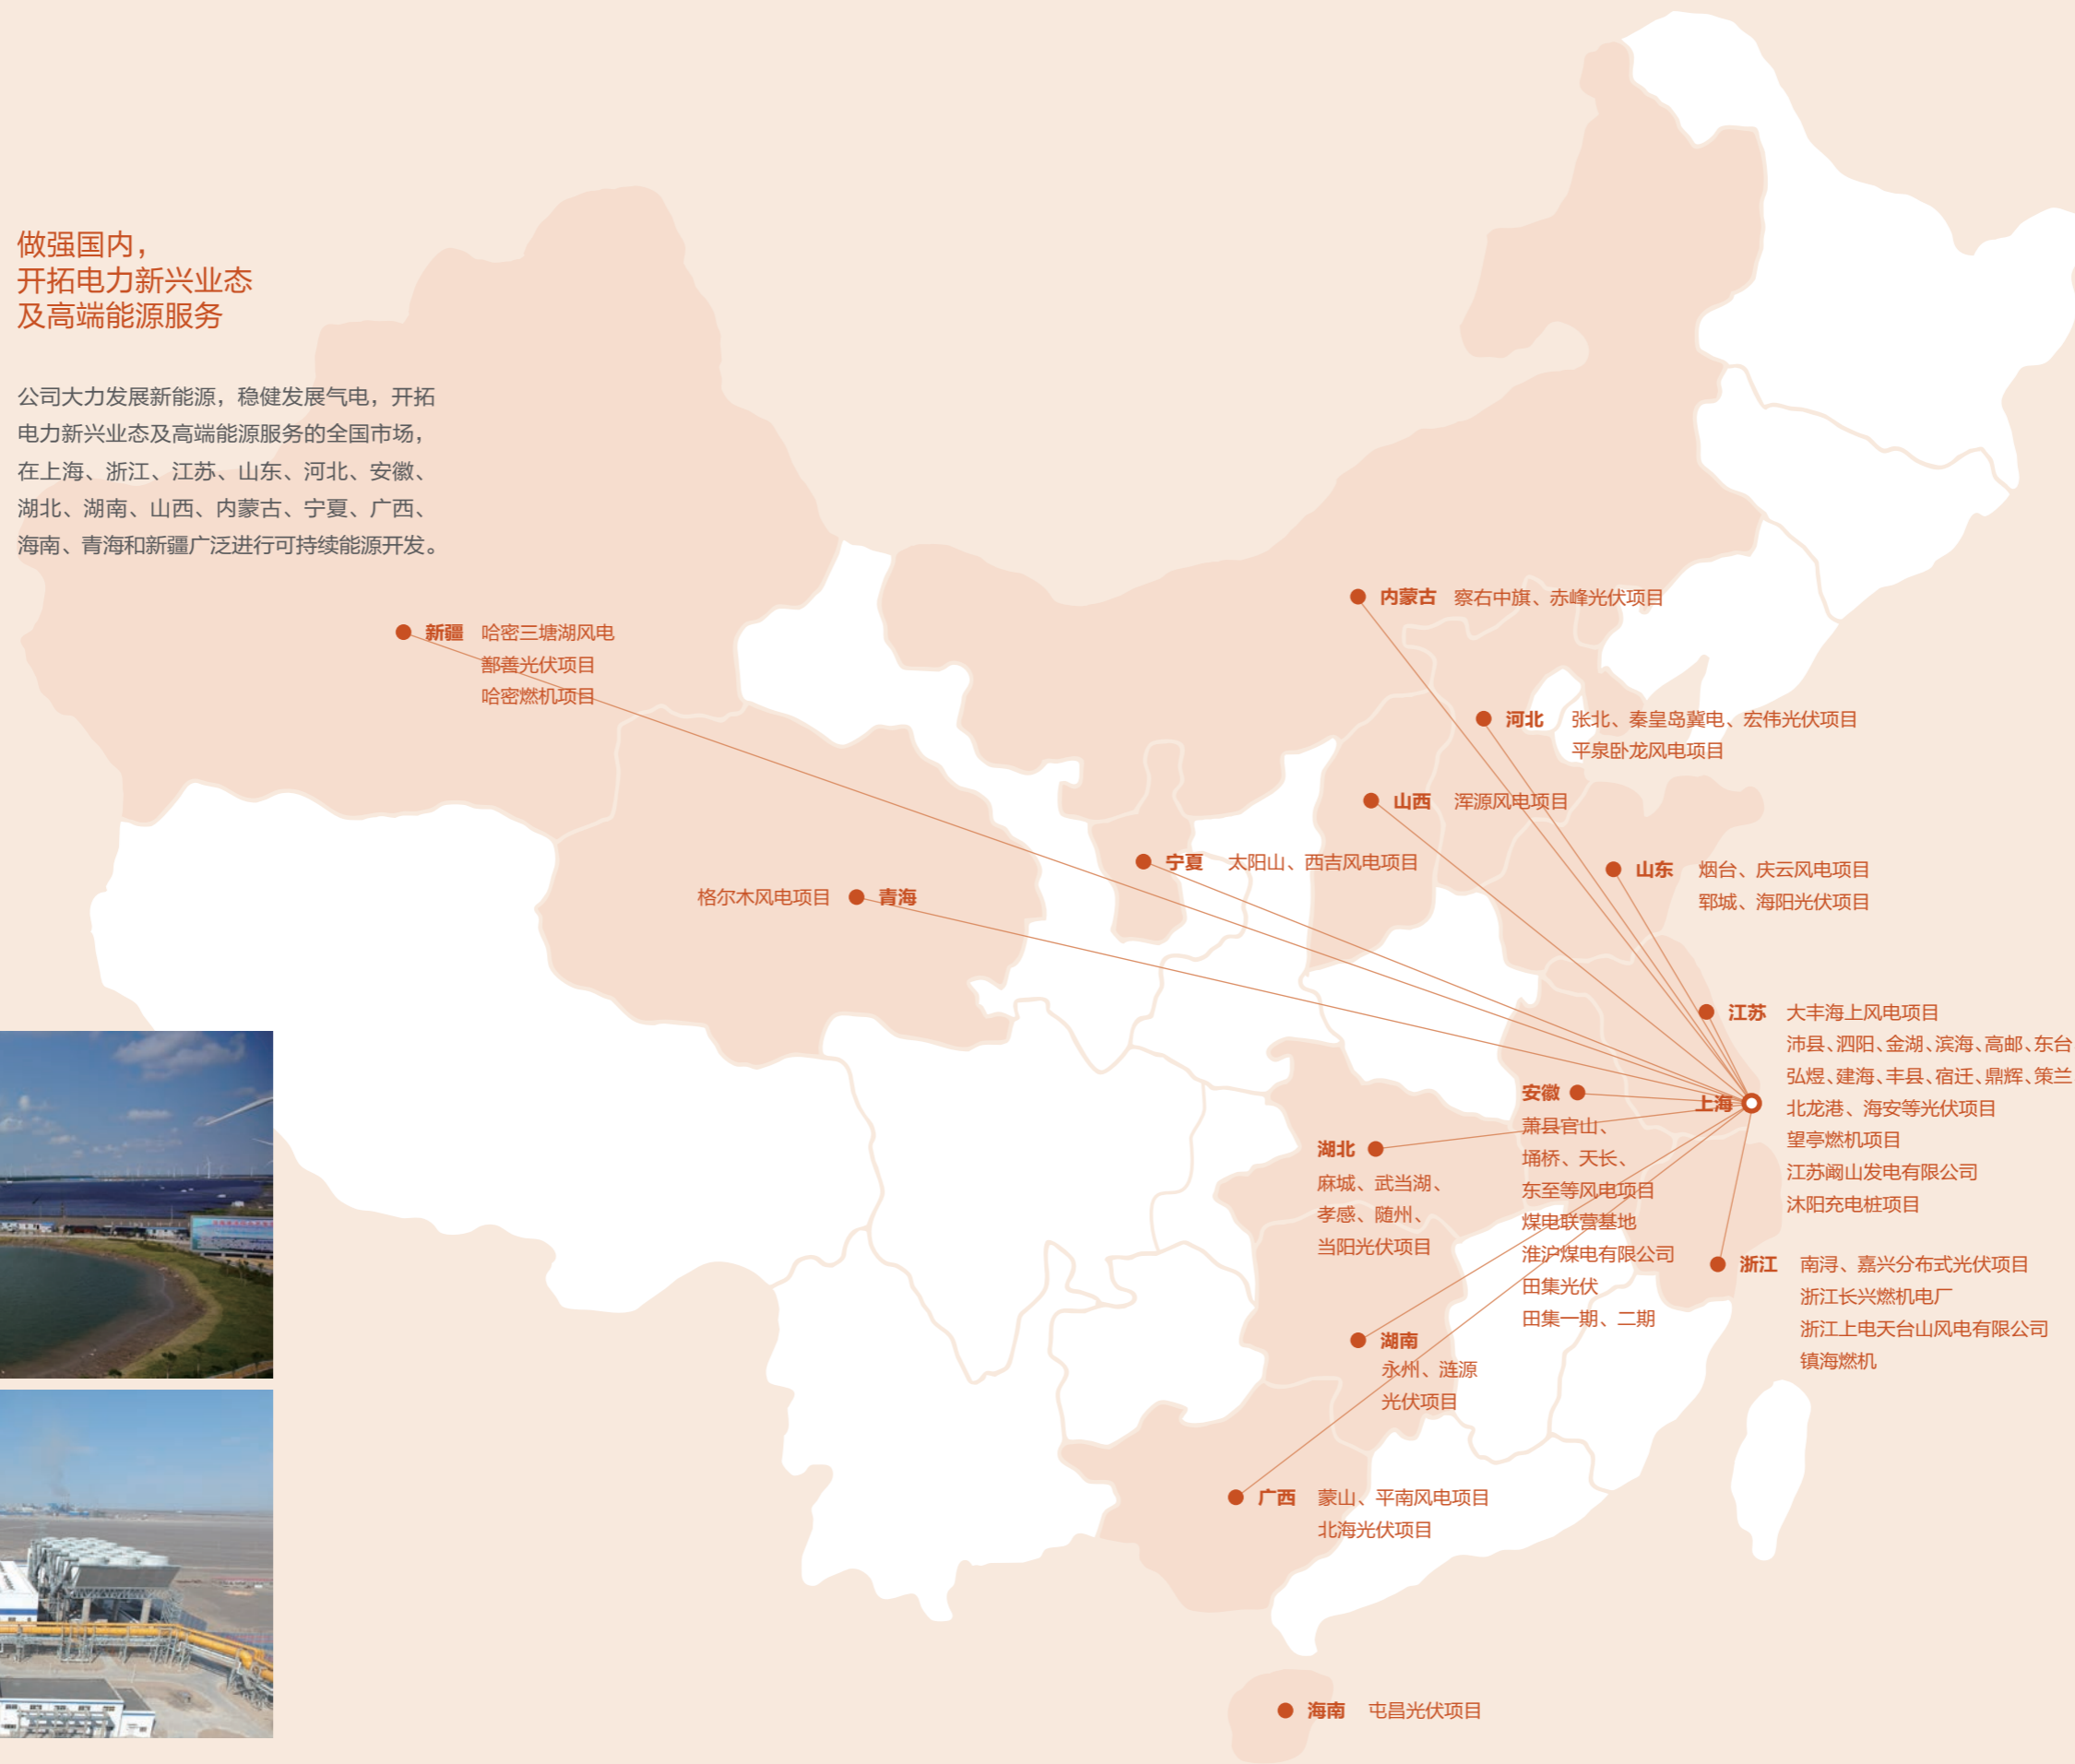 做强国内，
开拓电力新兴业态
及高端能源服务
公司大力发展新能源，稳健发展气电，开拓
电力新兴业态及高端能源服务的全国市场，
在上海、浙江、江苏、山东、河北、安徽、
湖北、湖南、山西、内蒙古、宁夏、广西、
海南、青海和新疆广泛进行可持续能源开发。
新疆 哈密三塘湖风电
鄯善光伏项目
哈密燃机项目
内蒙古 察右中旗、赤峰光伏项目
河北 张北、秦皇岛冀电、宏伟光伏项目
平泉卧龙风电项目
山西 浑源风电项目
宁夏 太阳山、西吉风电项目
格尔木风电项目 青海
山东 烟台、庆云风电项目
郓城、海阳光伏项目
江苏 大丰海上风电项目
沛县、泗阳、金湖、滨海、高邮、东台
弘煜、建海、丰县、宿迁、鼎辉、策兰
北龙港、海安等光伏项目
望亭燃机项目
江苏阚山发电有限公司
沐阳充电桩项目
上海
安徽
萧县官山、
埇桥、天长、
东至等风电项目
煤电联营基地
淮沪煤电有限公司
田集光伏
田集一期、二期
湖北
麻城、武当湖、
孝感、随州、
当阳光伏项目
浙江 南浔、嘉兴分布式光伏项目
浙江长兴燃机电厂
浙江上电天台山风电有限公司
镇海燃机
湖南
永州、涟源
光伏项目
广西 蒙山、平南风电项目
北海光伏项目
海南 屯昌光伏项目